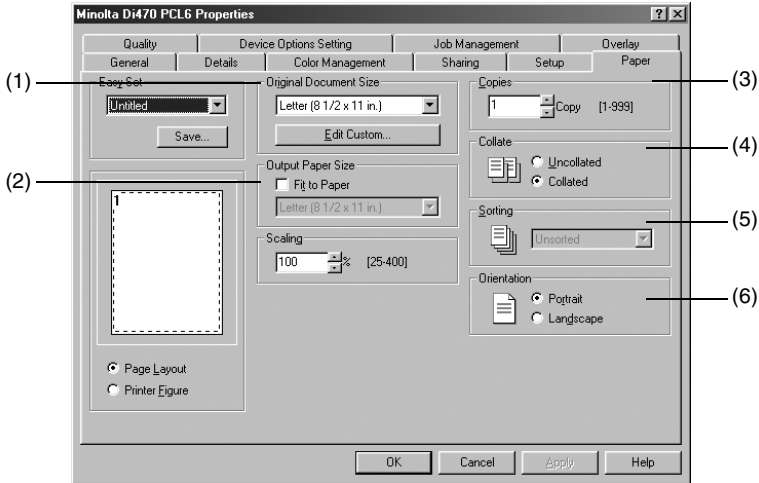 Minolta Di470 PCL6 Properties
Quality Device Options Setting Job Management Overlay
General Details Color Management Sharing Setup Paper
(1)
Easy Set
Untitled
Save...
Original Document Size
Letter (8 1/2 x 11 in.)
Edit Custom...
(2)
Output Paper Size
Fit to Paper
Letter (8 1/2 x 11 in.)
Scaling
100 % [25-400]
1
Page Layout
Printer Figure
Copies
1 Copy [1-999]
(3)
Collate
Uncollated
Collated
(4)
Sorting
Unsorted
(5)
Orientation
Portrait
Landscape
(6)
OK Cancel Apply Help